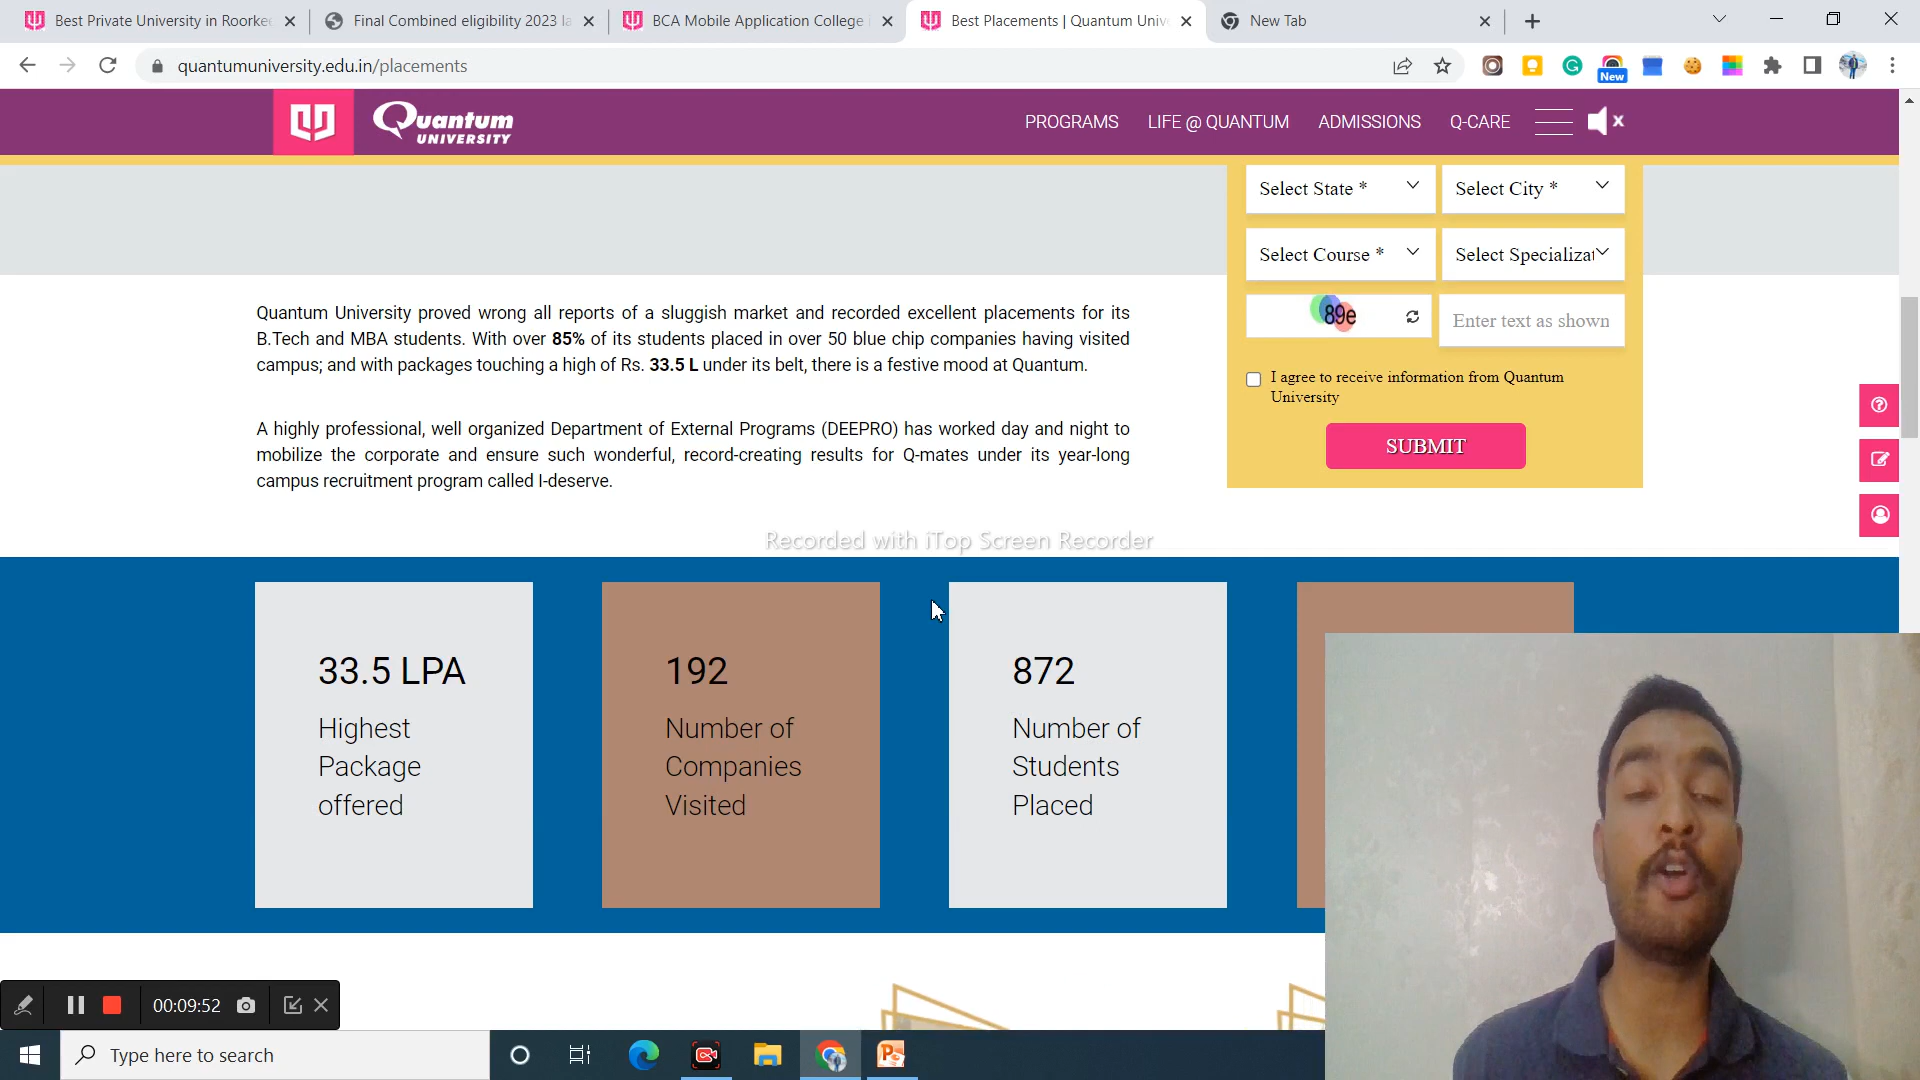 Best Private University in Roorkee
Final Combined eligibility 2023 la
BCA Mobile Application College i
Best Placements | Quantum Unive
New Tab
quantumuniversity.edu.in/placements
New
Quantum
UNIVERSITY
PROGRAMS
LIFE @ QUANTUM
ADMISSIONS
Q-CARE
Select State *
Select City *
Select Course *
Select Specializat
89e
Enter text as shown
I agree to receive information from Quantum
University
SUBMIT
Quantum University proved wrong all reports of a sluggish market and recorded excellent placements for its
B.Tech and MBA students. With over 85% of its students placed in over 50 blue chip companies having visited
campus; and with packages touching a high of Rs. 33.5 L under its belt, there is a festive mood at Quantum.
A highly professional, well organized Department of External Programs (DEEPRO) has worked day and night to
mobilize the corporate and ensure such wonderful, record-creating results for Q-mates under its year-long
campus recruitment program called I-deserve.
Recorded with iTop Screen Recorder
33.5 LPA
Highest
Package
offered
192
Number of
Companies
Visited
872
Number of
Students
Placed
00:09:52
Type here to search